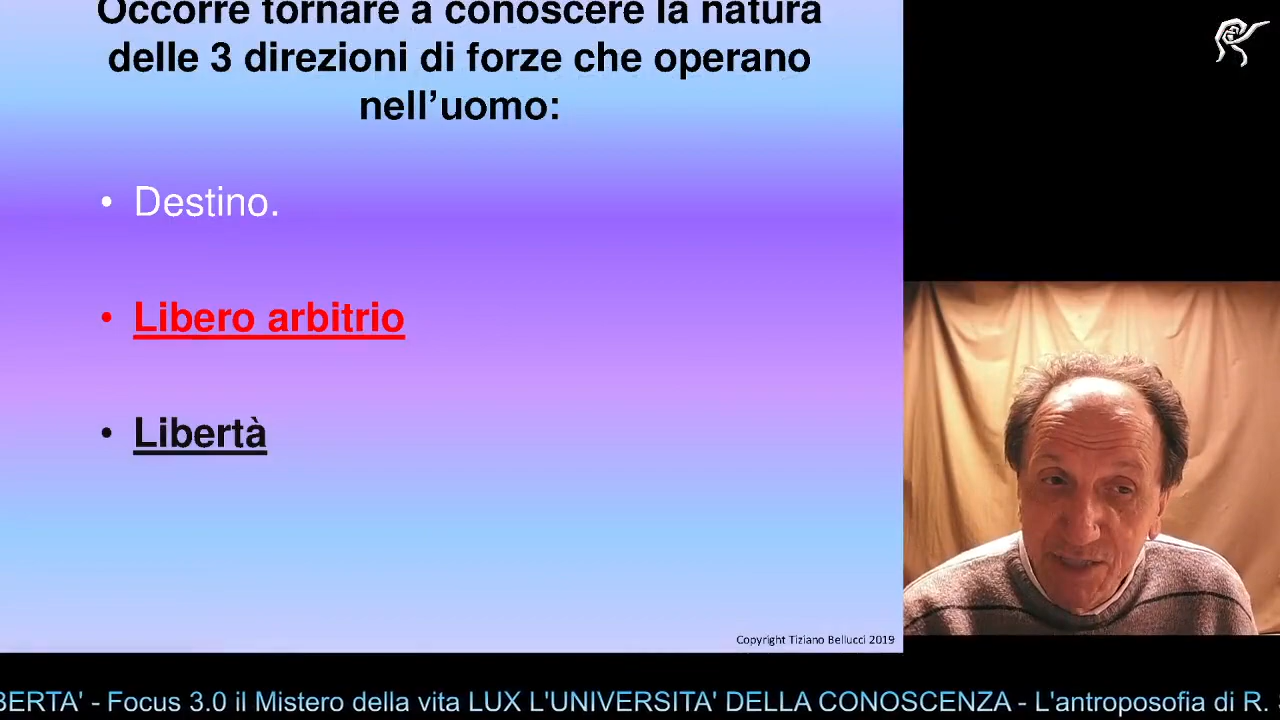 Occorre tornare a conoscere la natura
delle 3 direzioni di forze che operano
nell’uomo:
• Destino.
• Libero arbitrio
• Libertà
Copyright Tiziano Bellucci 2019
BERTA' - Focus 3.0 il Mistero della vita LUX L'UNIVERSITA' DELLA CONOSCENZA - L'antroposofia di R.